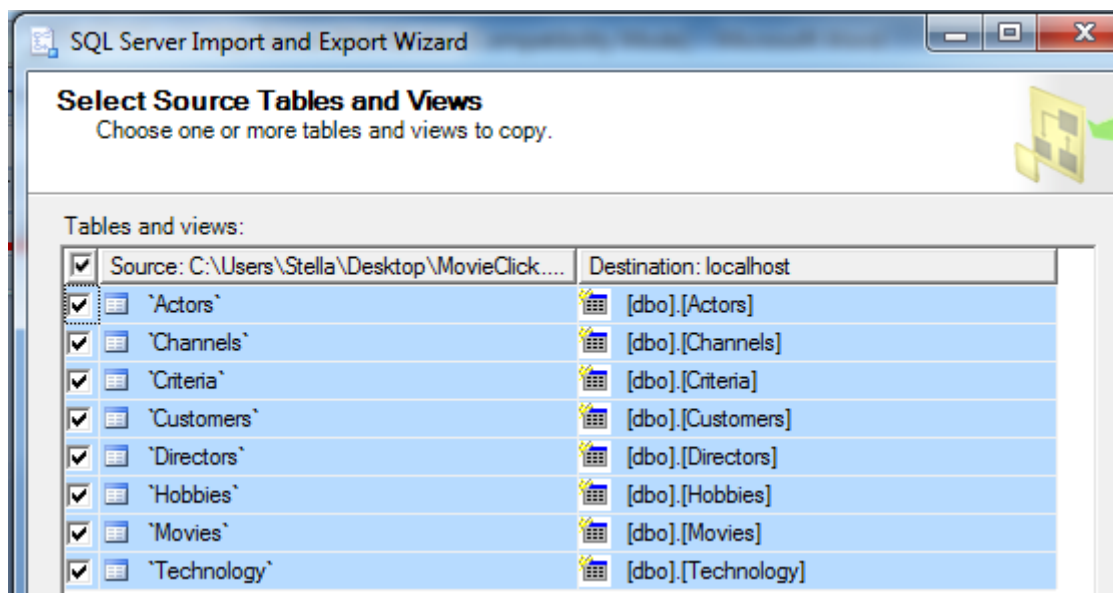 SQL Server Import and Export Wizard
Select Source Tables and Views
Choose one or more tables and views to copy.
Tables and views:
Source: C:\Users\Stella\Desktop\MovieClick.... Destination: localhost
`Actors` [dbo].[Actors]
`Channels` [dbo].[Channels]
`Criteria` [dbo].[Criteria]
`Customers` [dbo].[Customers]
`Directors` [dbo].[Directors]
`Hobbies` [dbo].[Hobbies]
`Movies` [dbo].[Movies]
`Technology` [dbo].[Technology]